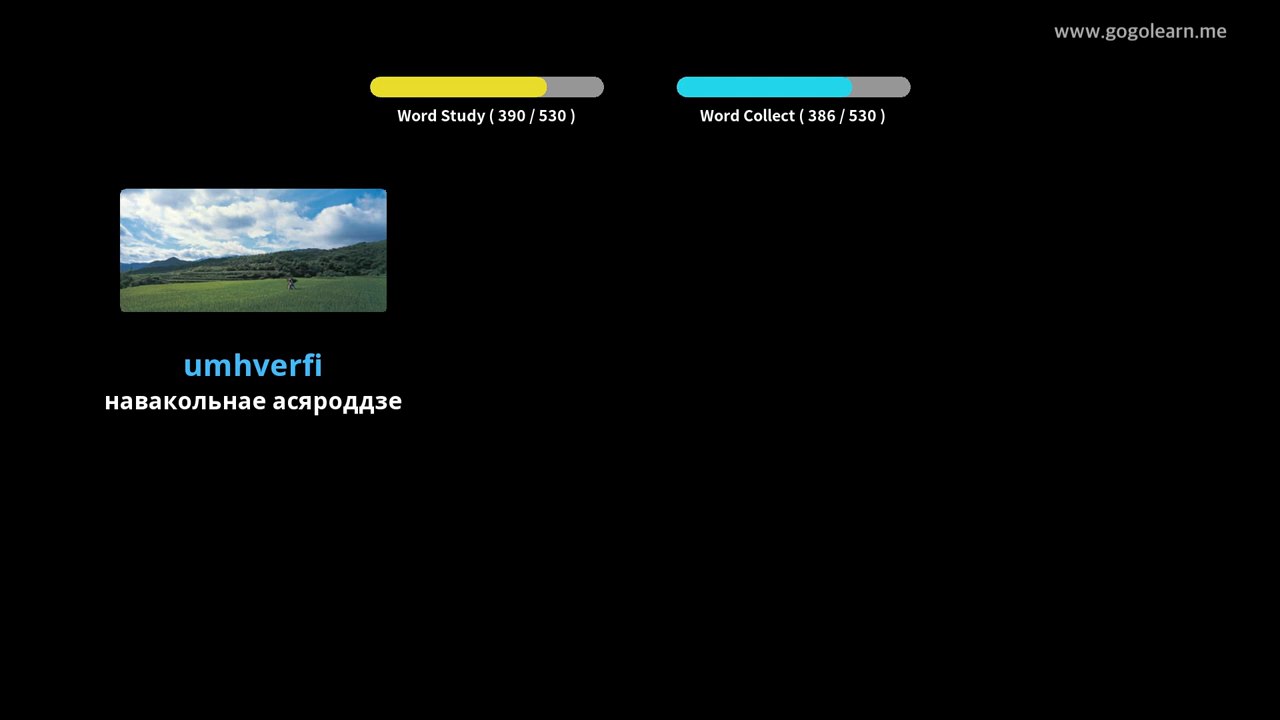 www.gogolearn.me
Word Study ( 390 / 530 )
Word Collect ( 386 / 530 )
umhverfi
навакольнае асяроддзе